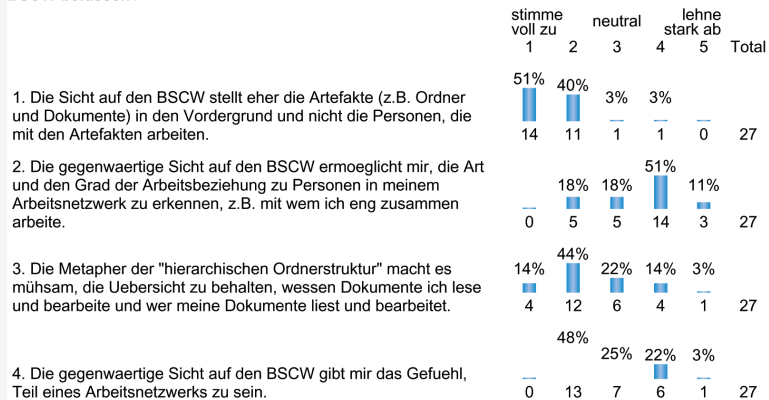 stimme voll zu neutral lehne stark ab
1 2 3 4 5 Total
51% 40% 3% 3%
1. Die Sicht auf den BSCW stellt eher die Artefakte (z.B. Ordner
und Dokumente) in den Vordergrund und nicht die Personen, die
mit den Artefakten arbeiten.
14 11 1 1 0 27
18% 18% 51% 11%
2. Die gegenwaertige Sicht auf den BSCW ermoeglicht mir, die Art
und den Grad der Arbeitsbeziehung zu Personen in meinem
Arbeitsnetzwerk zu erkennen, z.B. mit wem ich eng zusammen
arbeite.
0 5 5 14 3 27
14% 44% 22% 14% 3%
3. Die Metapher der "hierarchischen Ordnerstruktur" macht es
mühsam, die Uebersicht zu behalten, wessen Dokumente ich lese
und bearbeite und wer meine Dokumente liest und bearbeitet.
4 12 6 4 1 27
48% 25% 22% 3%
4. Die gegenwaertige Sicht auf den BSCW gibt mir das Gefuehl,
Teil eines Arbeitsnetzwerks zu sein.
0 13 7 6 1 27